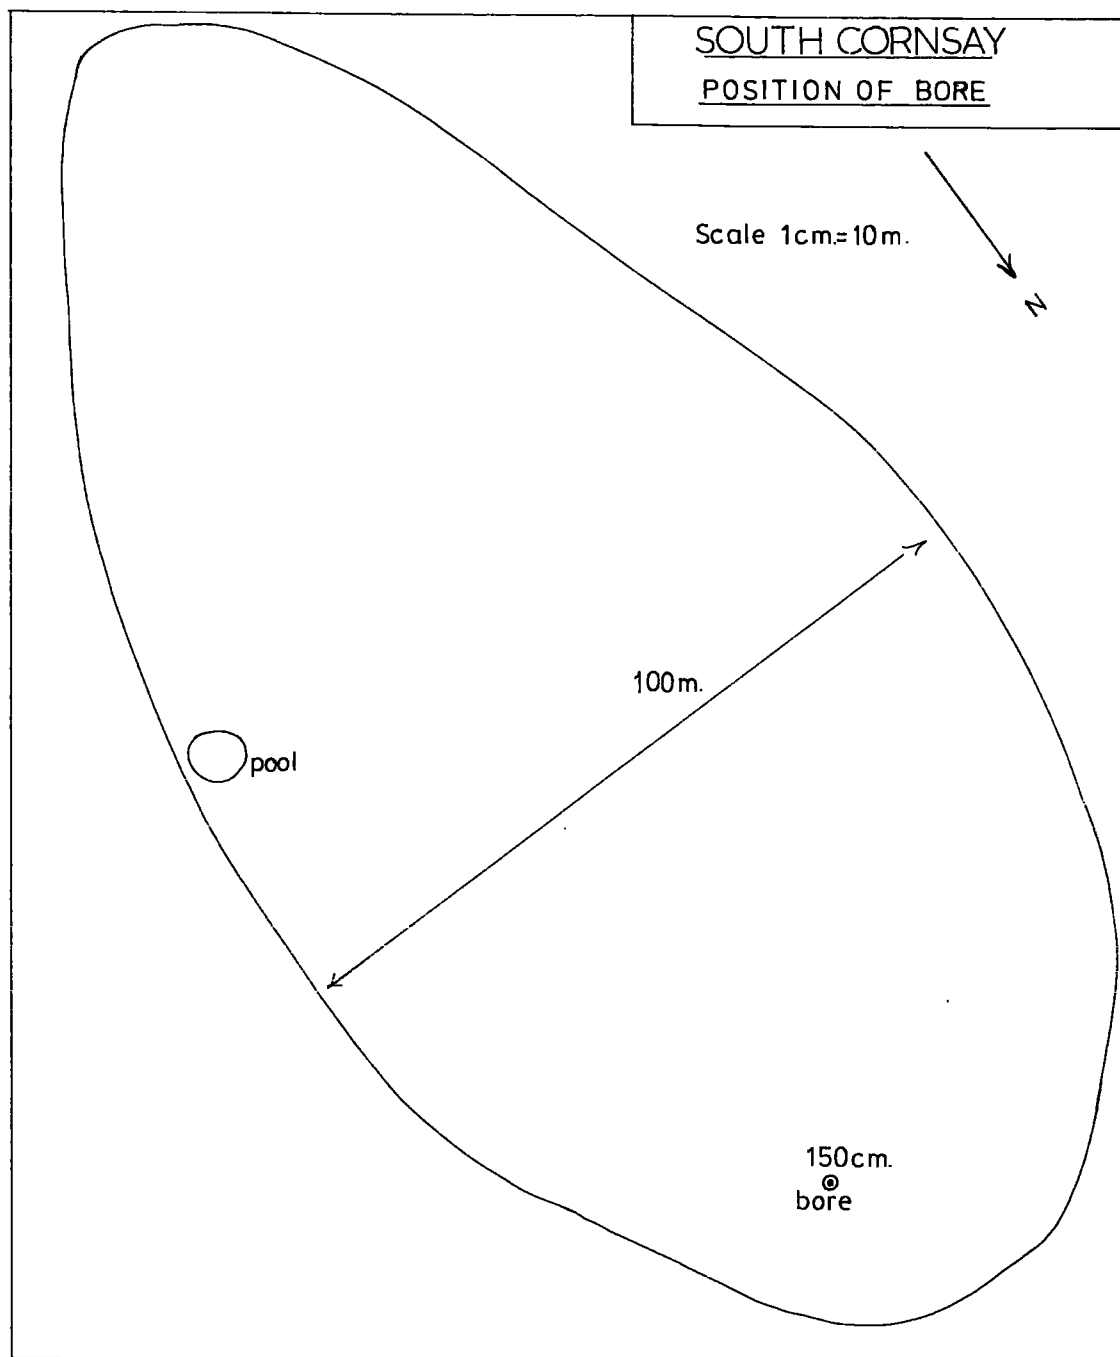 SOUTH CORNSAY
POSITION OF BORE
Scale 1cm.=10m.
N
100m.
pool
150cm.
bore